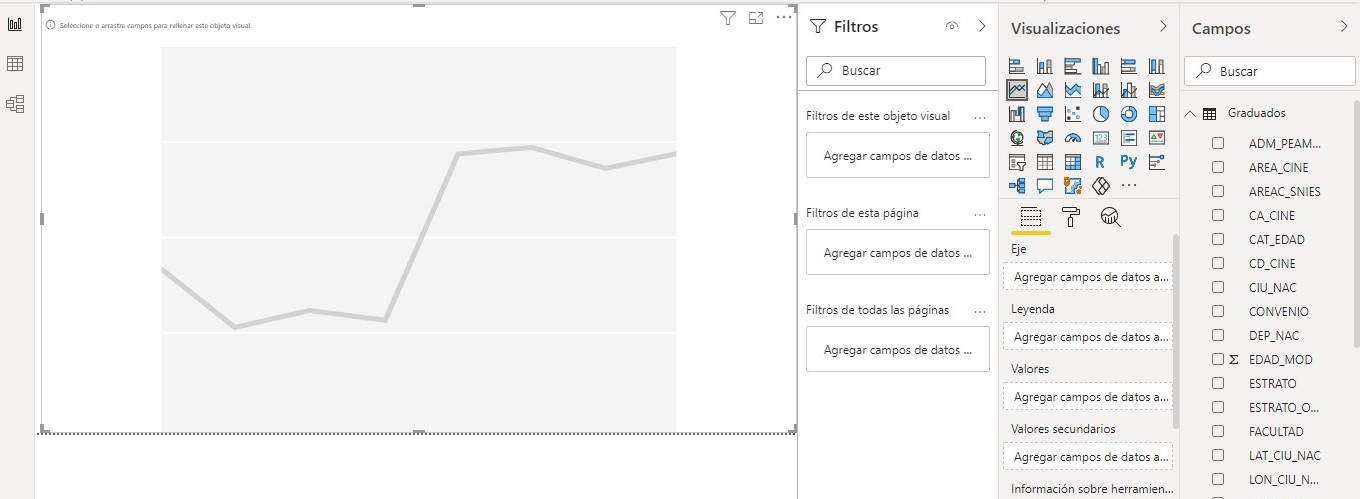 Seleccione o arrastre campos para rellenar este objeto visual.
Filtros
Buscar
Filtros de este objeto visual
Agregar campos de datos ...
Filtros de esta página
Agregar campos de datos ...
Filtros de todas las páginas
Agregar campos de datos ...
Visualizaciones
123
R
Py
Eje
Agregar campos de datos a...
Leyenda
Agregar campos de datos a...
Valores
Agregar campos de datos a...
Valores secundarios
Agregar campos de datos a...
Información sobre herramien...
Campos
Buscar
Graduados
ADM_PEAM...
AREA_CINE
AREAC_SNIES
CA_CINE
CAT_EDAD
CD_CINE
CIU_NAC
CONVENIO
DEP_NAC
Σ EDAD_MOD
ESTRATO
ESTRATO_O...
FACULTAD
LAT_CIU_NAC
LON_CIU_N...